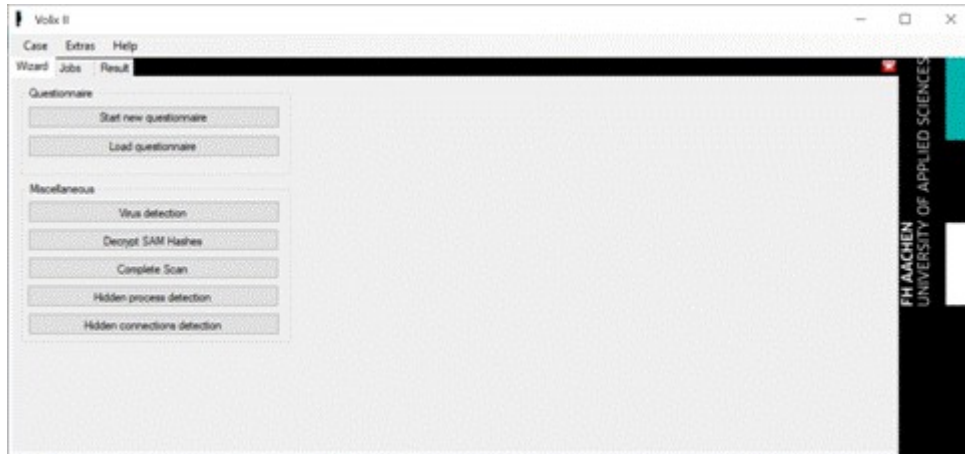 Volix II
Case Extras Help
Wizard Jobs Result
Questionnaire
Start new questionnaire
Load questionnaire
Miscellaneous
Virus detection
Decrypt SAM Hashes
Complete Scan
Hidden process detection
Hidden connections detection
FH AACHEN
UNIVERSITY OF APPLIED SCIENCES